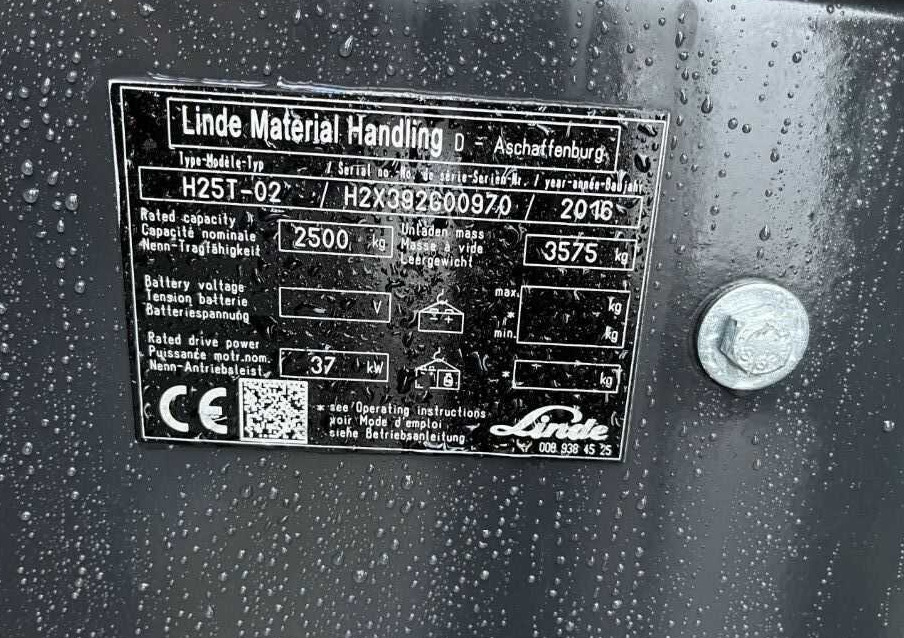 Linde Material Handling D - Aschaffenburg
Type-Modèle-Typ / Serial no.-No. de série-Serien-Nr. / year-année-Baujahr
H25T-02 / H2X392600970 / 2016
Rated capacity
Capacité nominale
Nenn-Tragfähigkeit
2500 kg
Unladen mass
Masse à vide
Leergewicht
3575 kg
Battery voltage
Tension batterie
Batteriespannung
V
- +
max. kg
*
min. kg
Rated drive power
Puissance motr.nom.
Nenn-Antriebsleist.
37 kW
* kg
CE
* see Operating instructions
voir Mode d'emploi
siehe Betriebsanleitung
Linde
008 938 45 25